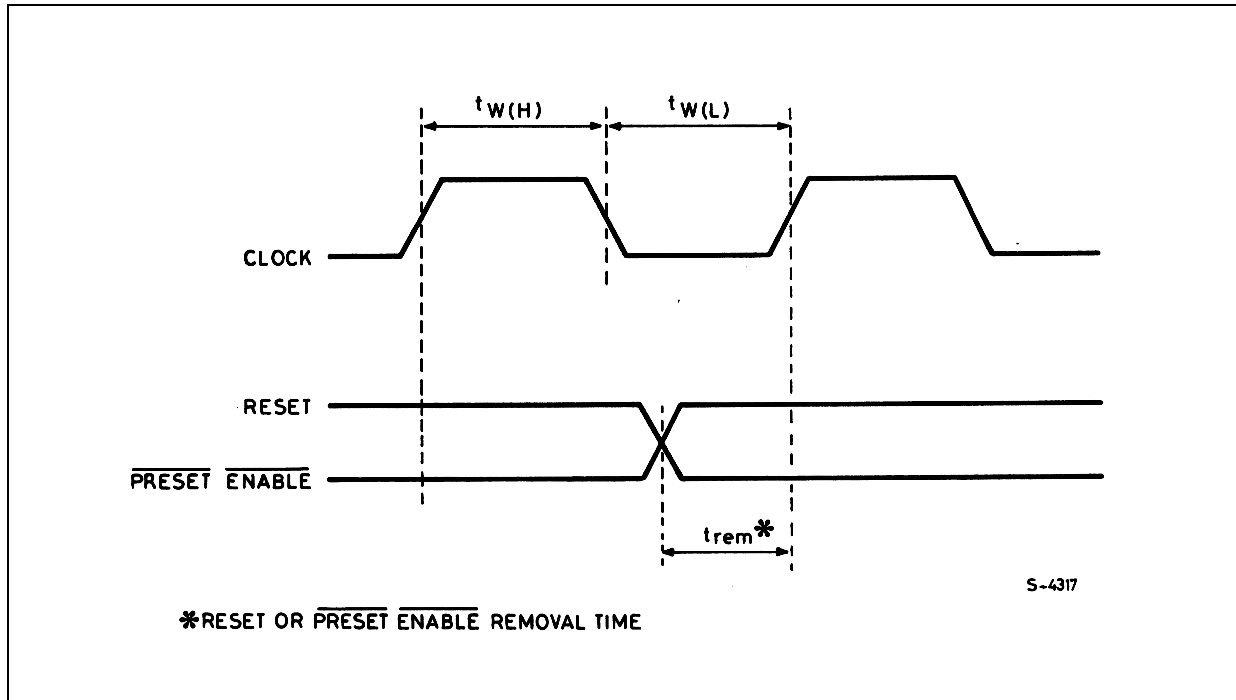 tW(H) tW(L)
CLOCK
RESET
PRESET ENABLE
trem*
S-4317
*RESET OR PRESET ENABLE REMOVAL TIME